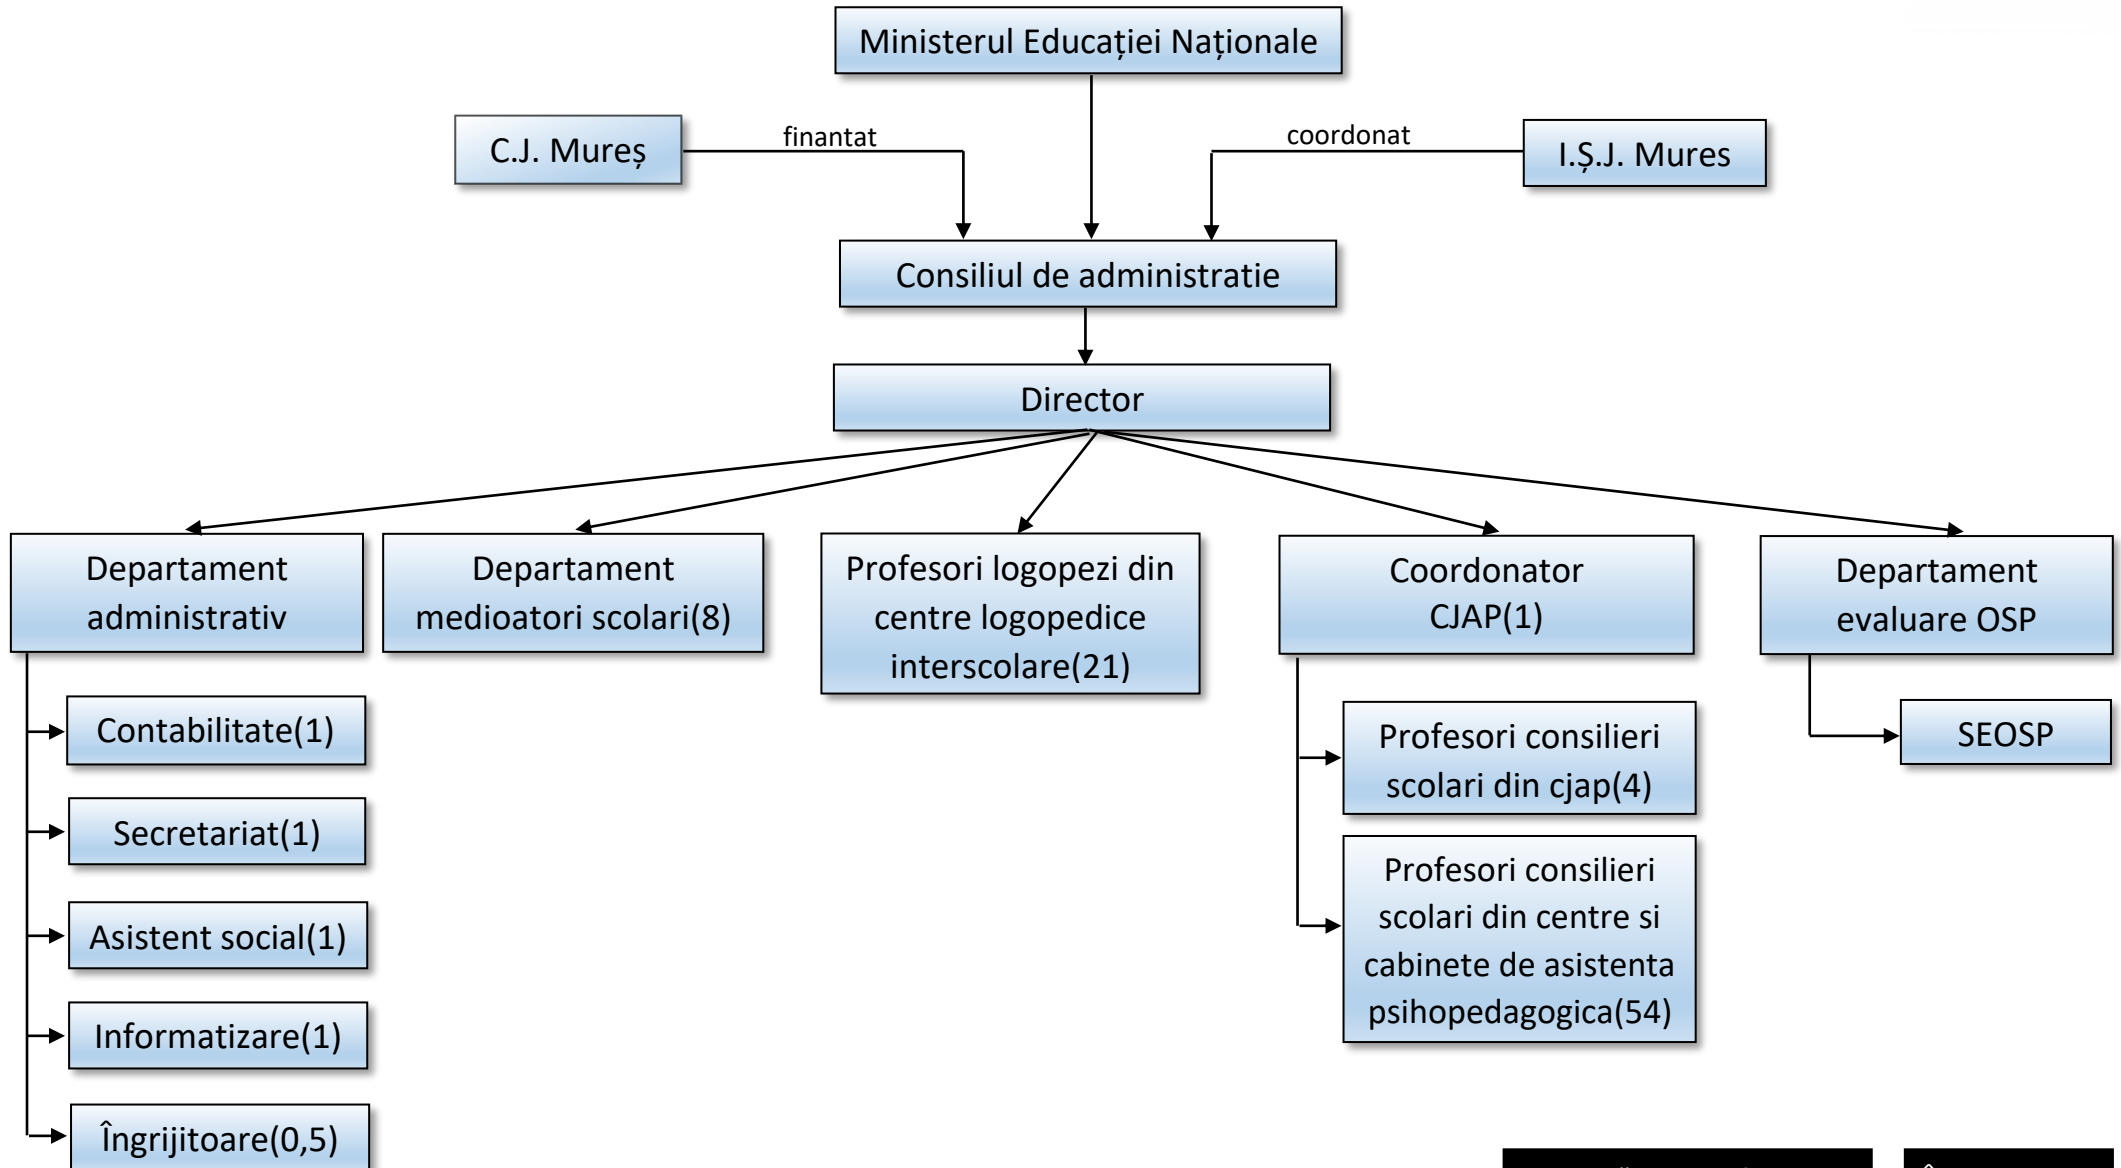 Ministerul Educației Naționale
C.J. Mureș
finantat
coordonat
I.Ș.J. Mures
Consiliul de administratie
Director
Departament
administrativ
Departament
medioatori scolari(8)
Profesori logopezi din
centre logopedice
interscolare(21)
Coordonator
CJAP(1)
Departament
evaluare OSP
Contabilitate(1)
Secretariat(1)
Asistent social(1)
Informatizare(1)
Îngrijitoare(0,5)
Profesori consilieri
scolari din cjap(4)
Profesori consilieri
scolari din centre si
cabinete de asistenta
psihopedagogica(54)
SEOSP